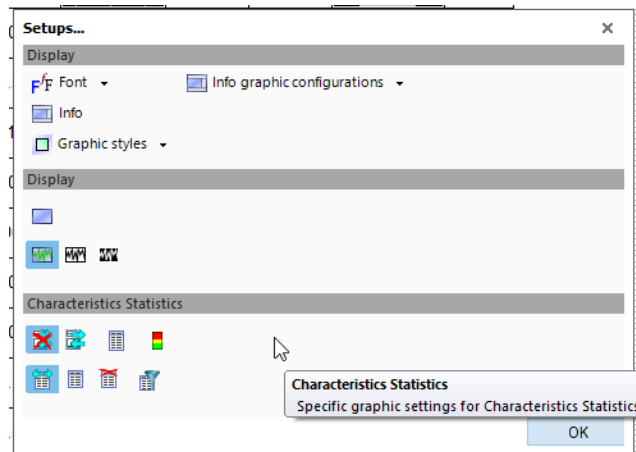 Setups...
Display
Font
Info graphic configurations
Info
Graphic styles
Display
Characteristics Statistics
Characteristics Statistics
Specific graphic settings for Characteristics Statistics
OK